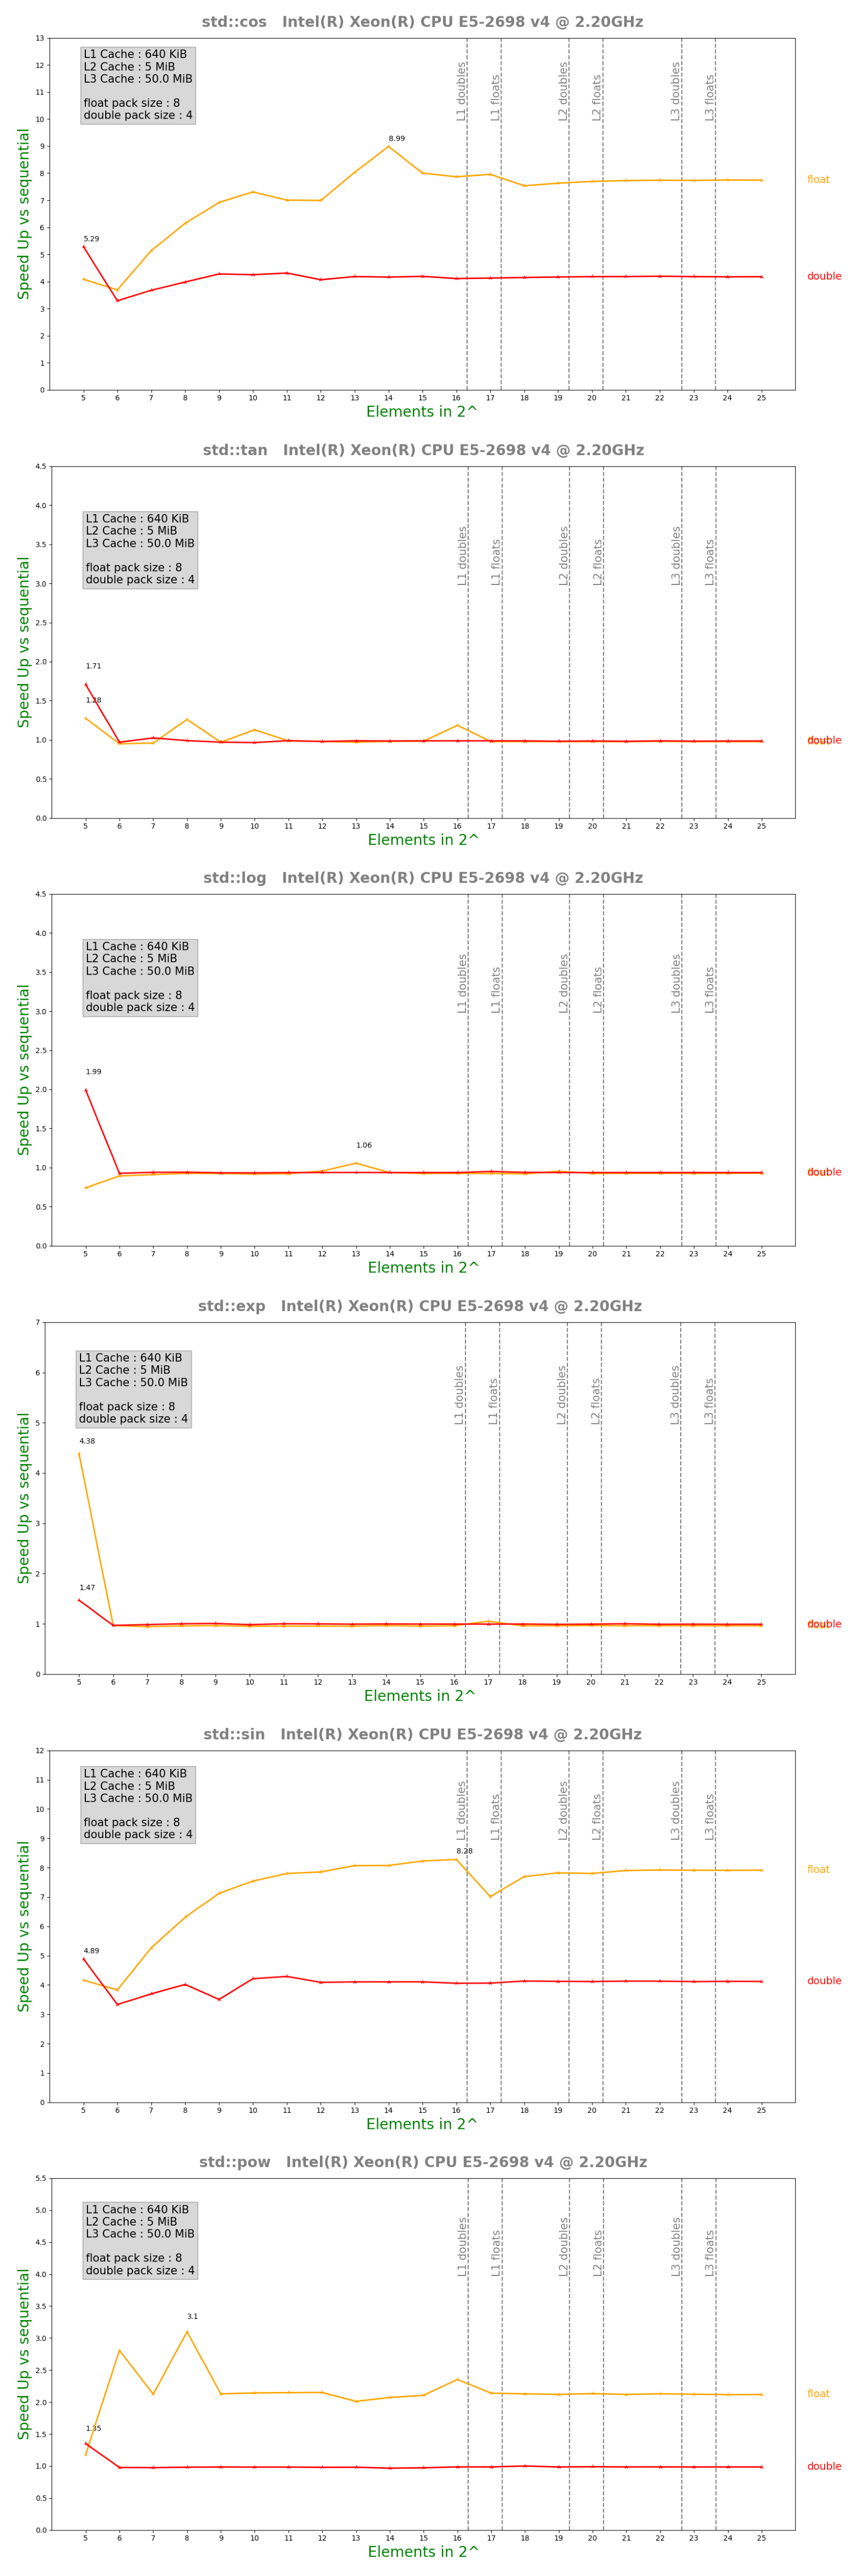 std::cos   Intel(R) Xeon(R) CPU E5-2698 v4 @ 2.20GHz
13
12
11
10
9
8
7
6
5
4
3
2
1
0
Speed Up vs sequential
L1 Cache : 640 KiB
L2 Cache : 5 MiB
L3 Cache : 50.0 MiB
float pack size : 8
double pack size : 4
L1 doubles
L1 floats
L2 doubles
L2 floats
L3 doubles
L3 floats
8.99
5.29
float
double
5 6 7 8 9 10 11 12 13 14 15 16 17 18 19 20 21 22 23 24 25
Elements in 2^
std::tan   Intel(R) Xeon(R) CPU E5-2698 v4 @ 2.20GHz
4.5
4.0
3.5
3.0
2.5
2.0
1.5
1.0
0.5
0.0
Speed Up vs sequential
L1 Cache : 640 KiB
L2 Cache : 5 MiB
L3 Cache : 50.0 MiB
float pack size : 8
double pack size : 4
L1 doubles
L1 floats
L2 doubles
L2 floats
L3 doubles
L3 floats
1.71
1.28
double
5 6 7 8 9 10 11 12 13 14 15 16 17 18 19 20 21 22 23 24 25
Elements in 2^
std::log   Intel(R) Xeon(R) CPU E5-2698 v4 @ 2.20GHz
4.5
4.0
3.5
3.0
2.5
2.0
1.5
1.0
0.5
0.0
Speed Up vs sequential
L1 Cache : 640 KiB
L2 Cache : 5 MiB
L3 Cache : 50.0 MiB
float pack size : 8
double pack size : 4
L1 doubles
L1 floats
L2 doubles
L2 floats
L3 doubles
L3 floats
1.99
1.06
double
5 6 7 8 9 10 11 12 13 14 15 16 17 18 19 20 21 22 23 24 25
Elements in 2^
std::exp   Intel(R) Xeon(R) CPU E5-2698 v4 @ 2.20GHz
7
6
5
4
3
2
1
0
Speed Up vs sequential
L1 Cache : 640 KiB
L2 Cache : 5 MiB
L3 Cache : 50.0 MiB
float pack size : 8
double pack size : 4
L1 doubles
L1 floats
L2 doubles
L2 floats
L3 doubles
L3 floats
4.38
1.47
double
5 6 7 8 9 10 11 12 13 14 15 16 17 18 19 20 21 22 23 24 25
Elements in 2^
std::sin   Intel(R) Xeon(R) CPU E5-2698 v4 @ 2.20GHz
12
11
10
9
8
7
6
5
4
3
2
1
0
Speed Up vs sequential
L1 Cache : 640 KiB
L2 Cache : 5 MiB
L3 Cache : 50.0 MiB
float pack size : 8
double pack size : 4
L1 doubles
L1 floats
L2 doubles
L2 floats
L3 doubles
L3 floats
8.28
4.89
float
double
5 6 7 8 9 10 11 12 13 14 15 16 17 18 19 20 21 22 23 24 25
Elements in 2^
std::pow   Intel(R) Xeon(R) CPU E5-2698 v4 @ 2.20GHz
5.5
5.0
4.5
4.0
3.5
3.0
2.5
2.0
1.5
1.0
0.5
0.0
Speed Up vs sequential
L1 Cache : 640 KiB
L2 Cache : 5 MiB
L3 Cache : 50.0 MiB
float pack size : 8
double pack size : 4
L1 doubles
L1 floats
L2 doubles
L2 floats
L3 doubles
L3 floats
3.1
1.35
float
double
5 6 7 8 9 10 11 12 13 14 15 16 17 18 19 20 21 22 23 24 25
Elements in 2^